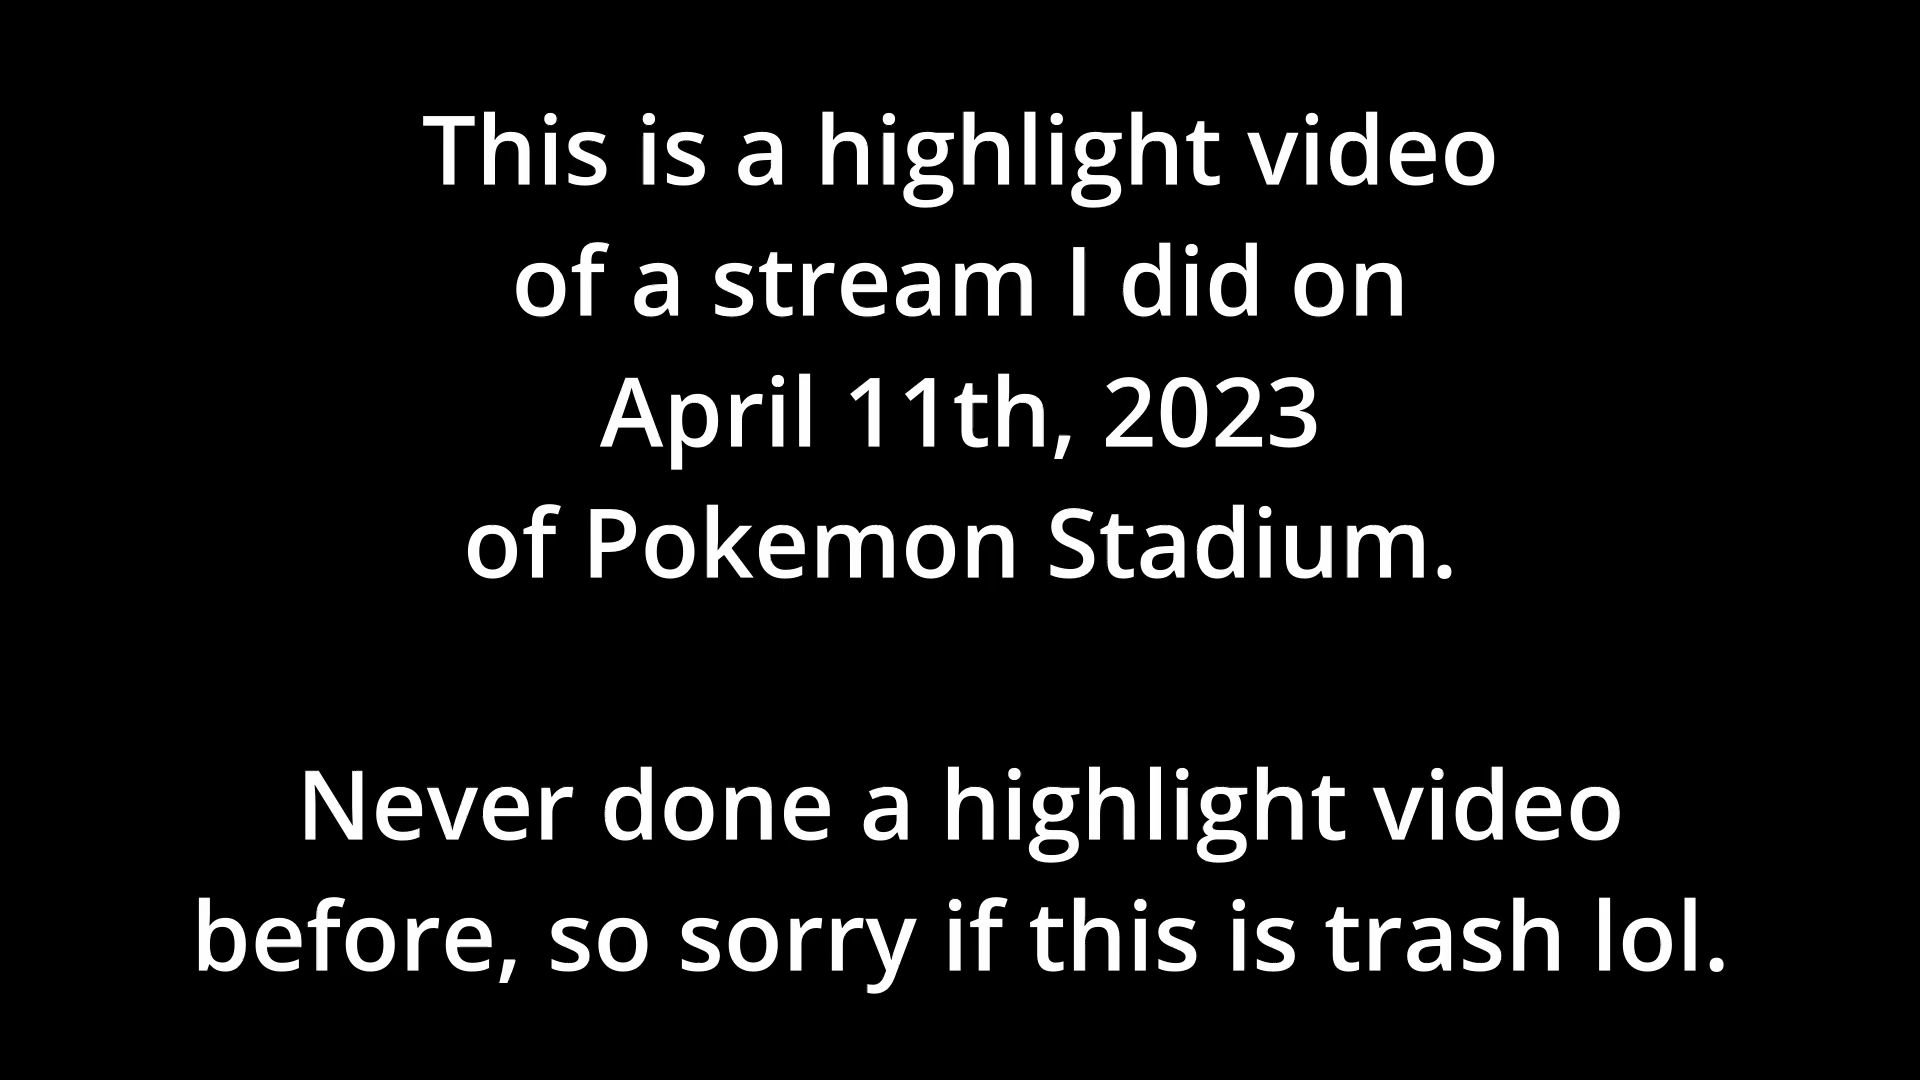 This is a highlight video
of a stream I did on
April 11th, 2023
of Pokemon Stadium.
Never done a highlight video
before, so sorry if this is trash lol.